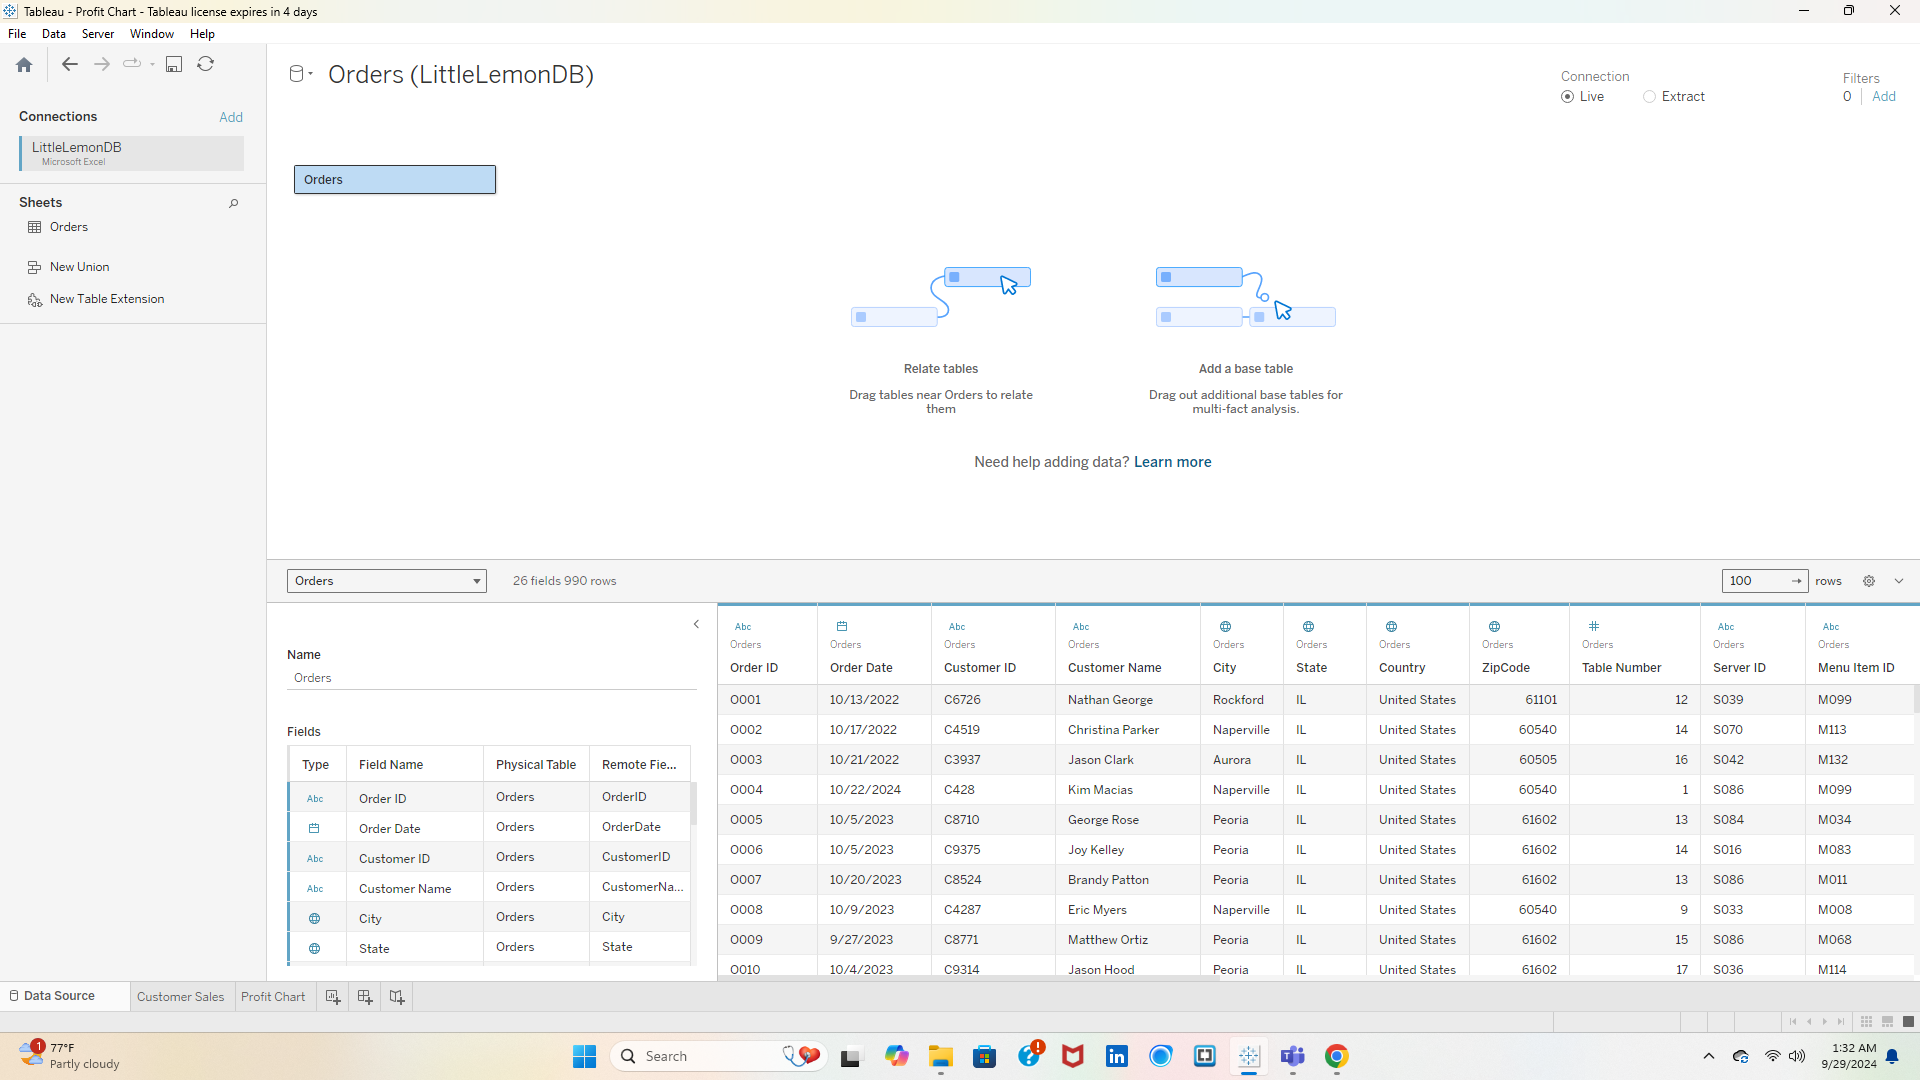 Tableau - Profit Chart - Tableau license expires in 4 days
File Data Server Window Help
Connections Add
LittleLemonDB
Microsoft Excel
Sheets
Orders
New Union
New Table Extension
Orders (LittleLemonDB)
Connection
Live Extract
Filters
0 Add
Orders
Relate tables
Drag tables near Orders to relate
them
Add a base table
Drag out additional base tables for
multi-fact analysis.
Need help adding data? Learn more
Orders 26 fields 990 rows 100 → rows
Name
Orders
Fields
Type Field Name Physical Table Remote Fie...
Abc Order ID Orders OrderID
Order Date Orders OrderDate
Abc Customer ID Orders CustomerID
Abc Customer Name Orders CustomerNa...
City Orders City
State Orders State
Abc Abc Abc # Abc Abc
Orders Orders Orders Orders Orders Orders Orders Orders Orders Orders Orders
Order ID Order Date Customer ID Customer Name City State Country ZipCode Table Number Server ID Menu Item ID
O001 10/13/2022 C6726 Nathan George Rockford IL United States 61101 12 S039 M099
O002 10/17/2022 C4519 Christina Parker Naperville IL United States 60540 14 S070 M113
O003 10/21/2022 C3937 Jason Clark Aurora IL United States 60505 16 S042 M132
O004 10/22/2024 C428 Kim Macias Naperville IL United States 60540 1 S086 M099
O005 10/5/2023 C8710 George Rose Peoria IL United States 61602 13 S084 M034
O006 10/5/2023 C9375 Joy Kelley Peoria IL United States 61602 14 S016 M083
O007 10/20/2023 C8524 Brandy Patton Peoria IL United States 61602 13 S086 M011
O008 10/9/2023 C4287 Eric Myers Naperville IL United States 60540 9 S033 M008
O009 9/27/2023 C8771 Matthew Ortiz Peoria IL United States 61602 15 S086 M068
O010 10/4/2023 C9314 Jason Hood Peoria IL United States 61602 17 S036 M114
Data Source Customer Sales Profit Chart
1 77°F
Partly cloudy
Search
1:32 AM
9/29/2024